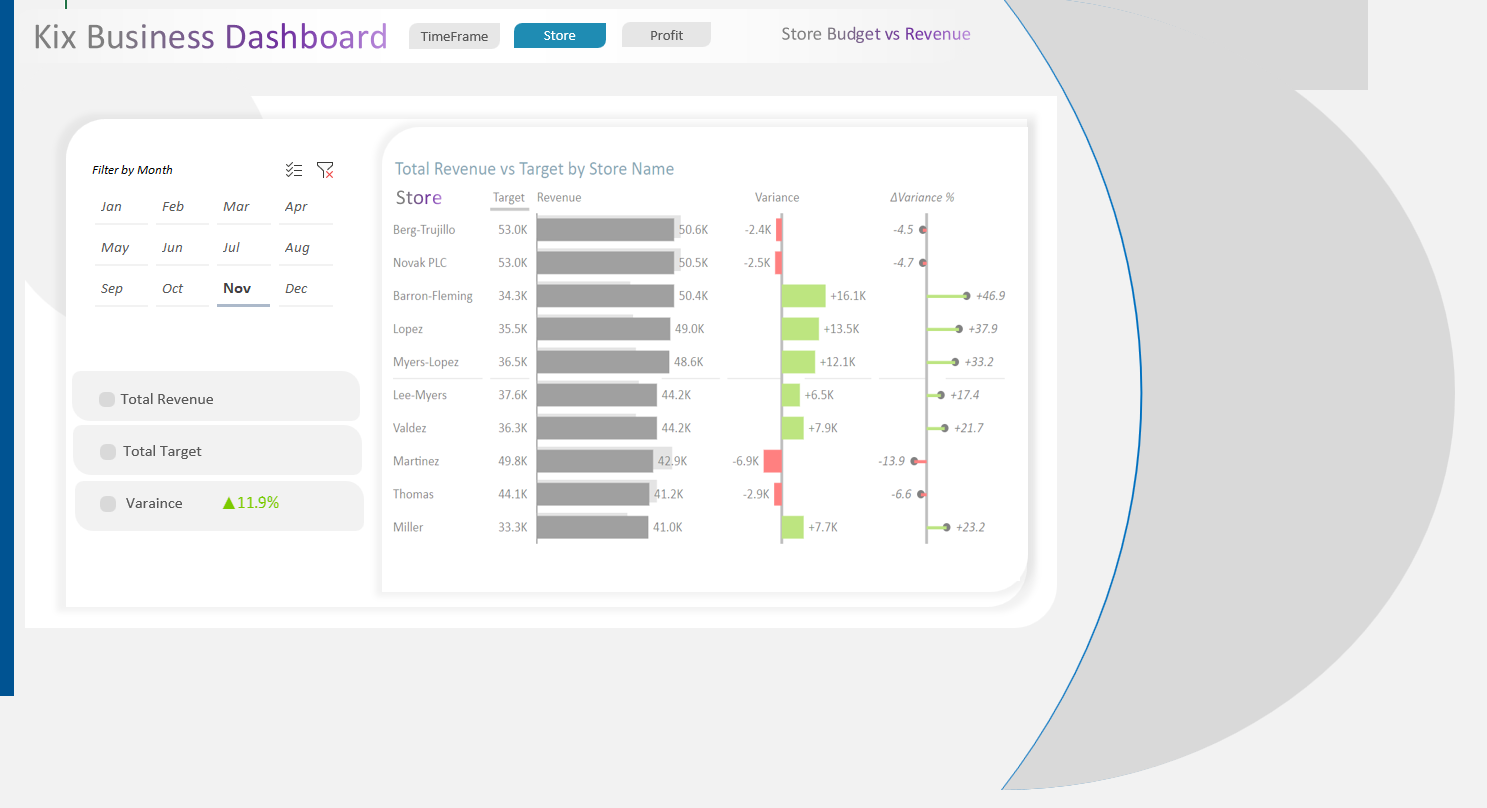 Kix Business Dashboard TimeFrame Store Profit Store Budget vs Revenue
Filter by Month
Jan Feb Mar Apr
May Jun Jul Aug
Sep Oct Nov Dec
Total Revenue
Total Target
Varaince ▲11.9%
Total Revenue vs Target by Store Name
Store Target Revenue Variance ΔVariance %
Berg-Trujillo 53.0K 50.6K -2.4K -4.5
Novak PLC 53.0K 50.5K -2.5K -4.7
Barron-Fleming 34.3K 50.4K +16.1K +46.9
Lopez 35.5K 49.0K +13.5K +37.9
Myers-Lopez 36.5K 48.6K +12.1K +33.2
Lee-Myers 37.6K 44.2K +6.5K +17.4
Valdez 36.3K 44.2K +7.9K +21.7
Martinez 49.8K 42.9K -6.9K -13.9
Thomas 44.1K 41.2K -2.9K -6.6
Miller 33.3K 41.0K +7.7K +23.2